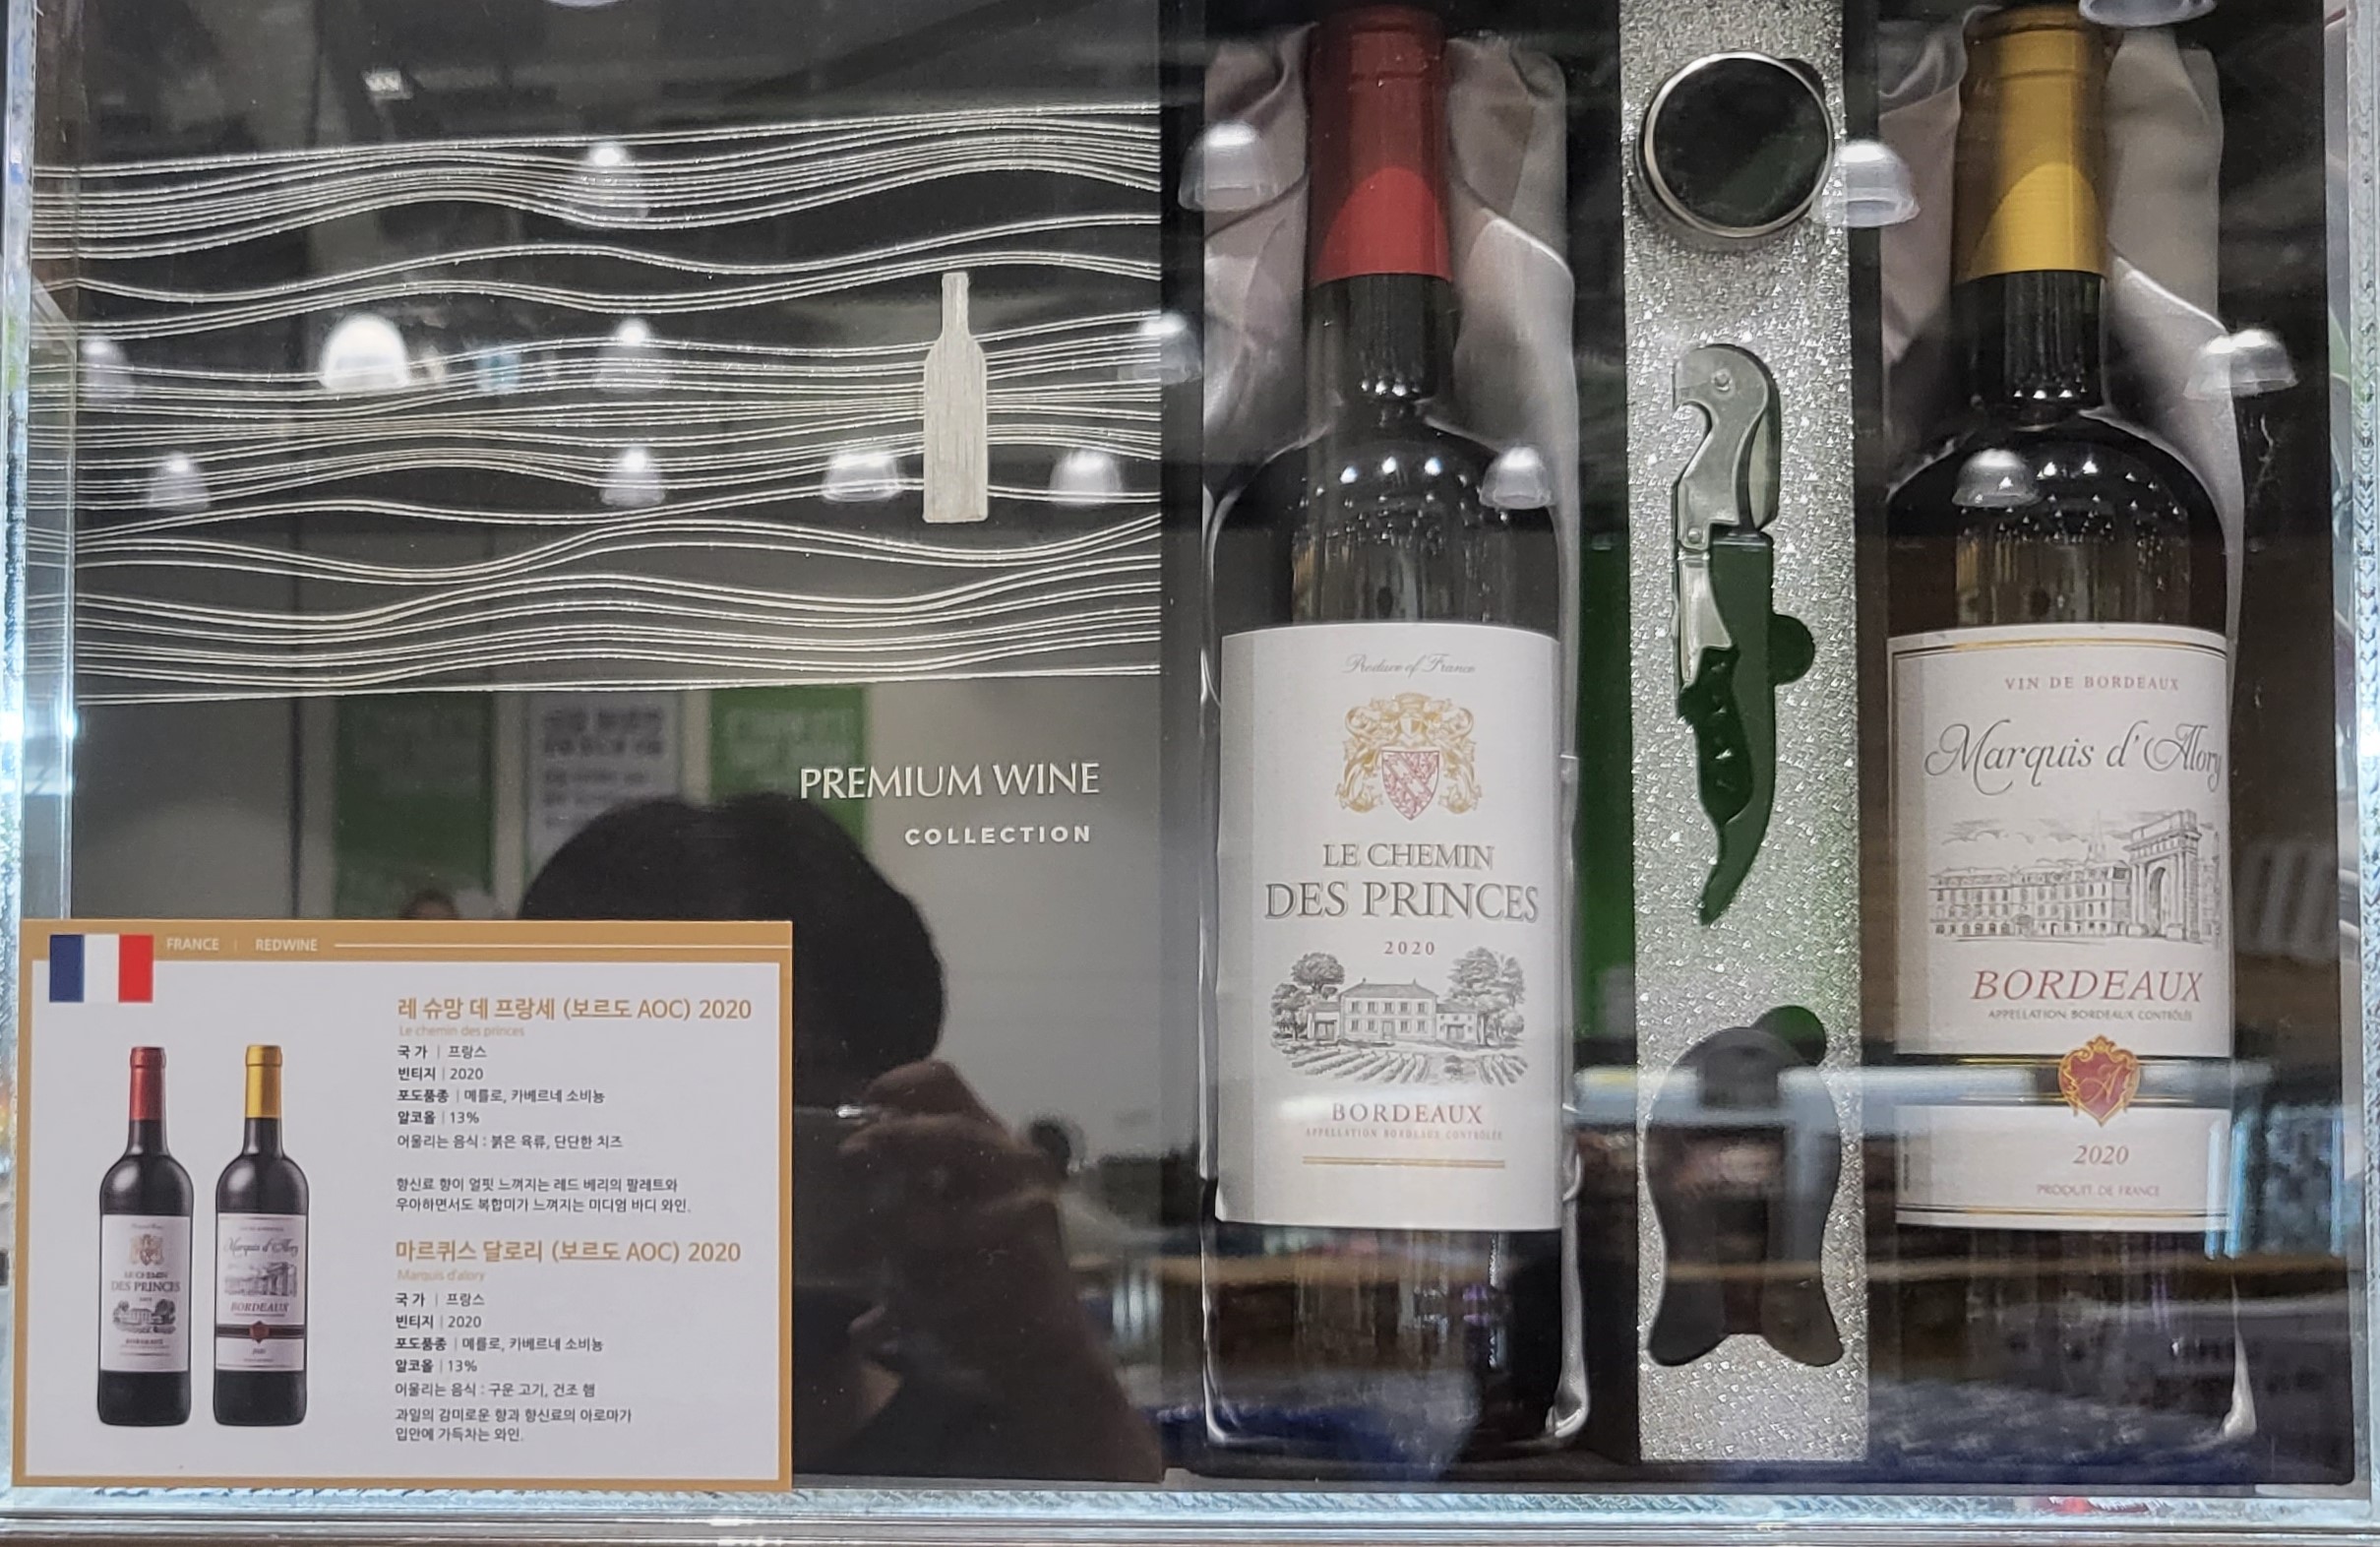 PREMIUM WINE
COLLECTION
FRANCE | REDWINE
레 슈망 데 프랑세 (보르도 AOC) 2020
Le chemin des princes
국 가 | 프랑스
빈티지 | 2020
포도품종 | 메를로, 카베르네 소비뇽
알코올 | 13%
어울리는 음식 : 붉은 육류, 단단한 치즈
향신료 향이 얼핏 느껴지는 레드 베리의 팔레트와
우아하면서도 복합미가 느껴지는 미디엄 바디 와인.
마르퀴스 달로리 (보르도 AOC) 2020
Marquis d'alory
국 가 | 프랑스
빈티지 | 2020
포도품종 | 메를로, 카베르네 소비뇽
알코올 | 13%
어울리는 음식 : 구운 고기, 건조 햄
과일의 감미로운 향과 향신료의 아로마가
입안에 가득차는 와인.
LE CHEMIN
DES PRINCES
BORDEAUX
Marquis d'Alory
BORDEAUX
Produce of France
LE CHEMIN
DES PRINCES
2020
BORDEAUX
APPELLATION BORDEAUX CONTRÔLÉE
VIN DE BORDEAUX
Marquis d'Alory
BORDEAUX
APPELLATION BORDEAUX CONTRÔLÉE
A
2020
PRODUIT DE FRANCE